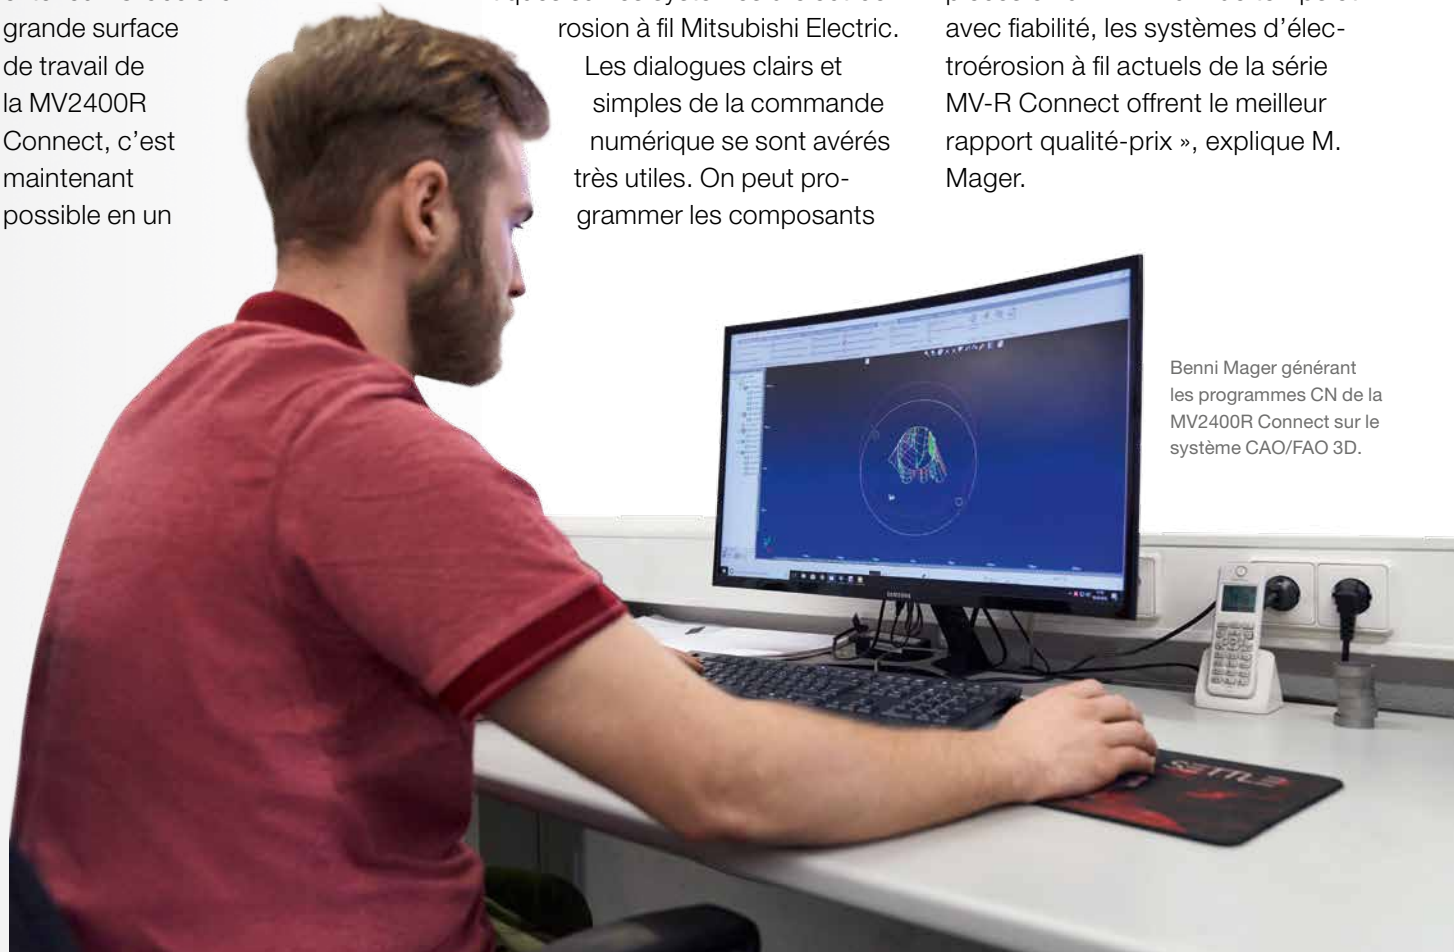 grande surface
de travail de
la MV2400R
Connect, c’est
maintenant
possible en un
rosion à fil Mitsubishi Electric.
Les dialogues clairs et
simples de la commande
numérique se sont avérés
très utiles. On peut pro-
grammer les composants
avec fiabilité, les systèmes d’élec-
troérosion à fil actuels de la série
MV-R Connect offrent le meilleur
rapport qualité-prix », explique M.
Mager.
Benni Mager générant
les programmes CN de la
MV2400R Connect sur le
système CAO/FAO 3D.
SAMSUNG
SETTLE